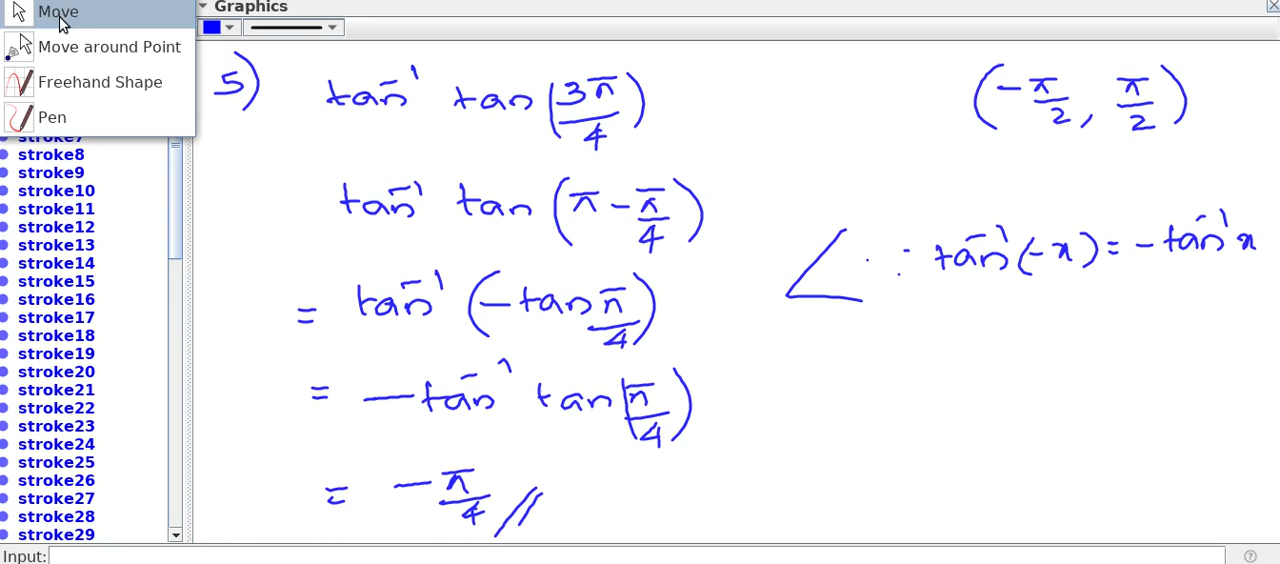 Move
Graphics
Move around Point
Freehand Shape
Pen
stroke7
stroke8
stroke9
stroke10
stroke11
stroke12
stroke13
stroke14
stroke15
stroke16
stroke17
stroke18
stroke19
stroke20
stroke21
stroke22
stroke23
stroke24
stroke25
stroke26
stroke27
stroke28
stroke29
5) tan⁻¹ tan(3π/4) (-π/2, π/2)
tan⁻¹ tan(π - π/4)
∵ tan⁻¹(-x) = -tan⁻¹x
= tan⁻¹(-tan π/4)
= -tan⁻¹ tan(π/4)
= -π/4 //
Input: